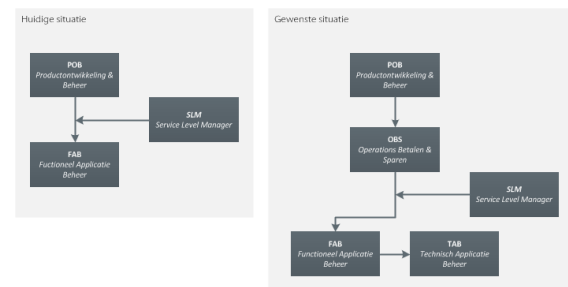 Huidige situatie
POB
Productontwikkeling &
Beheer
SLM
Service Level Manager
FAB
Fuctioneel Applicatie
Beheer
Gewenste situatie
POB
Productontwikkeling &
Beheer
OBS
Operations Betalen &
Sparen
SLM
Service Level Manager
FAB
Functioneel Applicatie
Beheer
TAB
Technisch Applicatie
Beheer